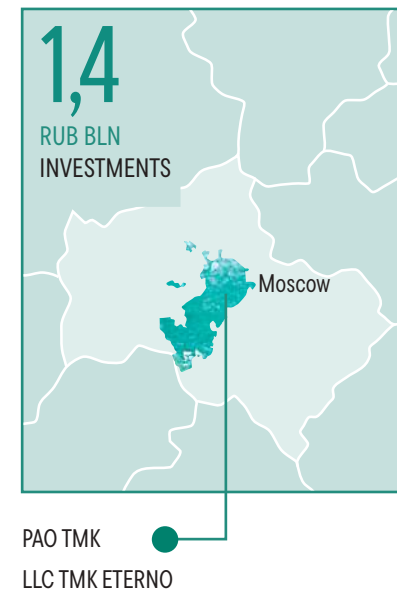 1,4
RUB BLN
INVESTMENTS
Moscow
PAO TMK
LLC TMK ETERNO